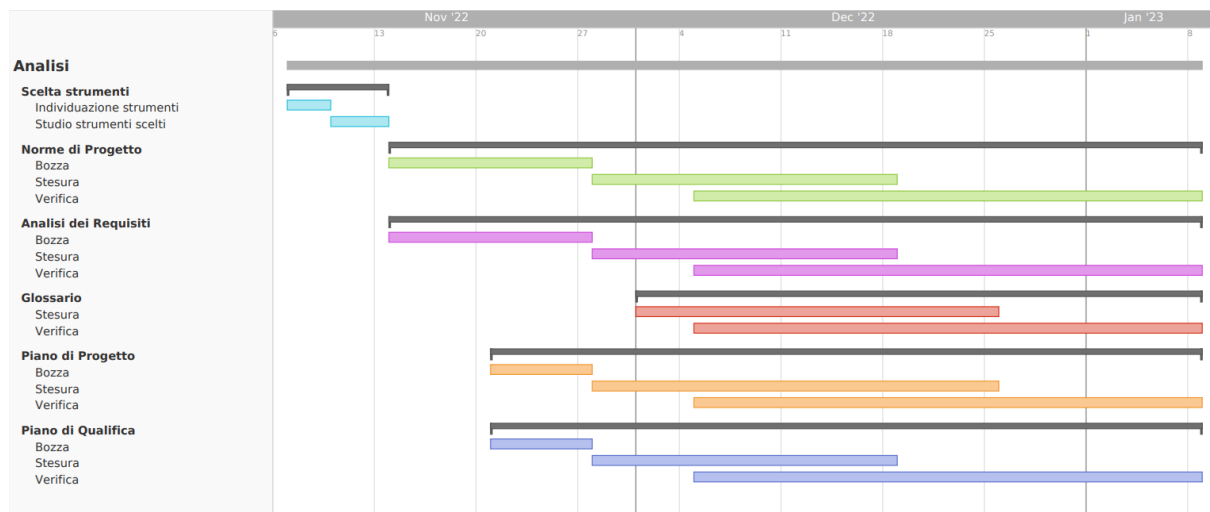 Nov '22 Dec '22 Jan '23
6 13 20 27 4 11 18 25 1 8
Analisi
Scelta strumenti
Individuazione strumenti
Studio strumenti scelti
Norme di Progetto
Bozza
Stesura
Verifica
Analisi dei Requisiti
Bozza
Stesura
Verifica
Glossario
Stesura
Verifica
Piano di Progetto
Bozza
Stesura
Verifica
Piano di Qualifica
Bozza
Stesura
Verifica